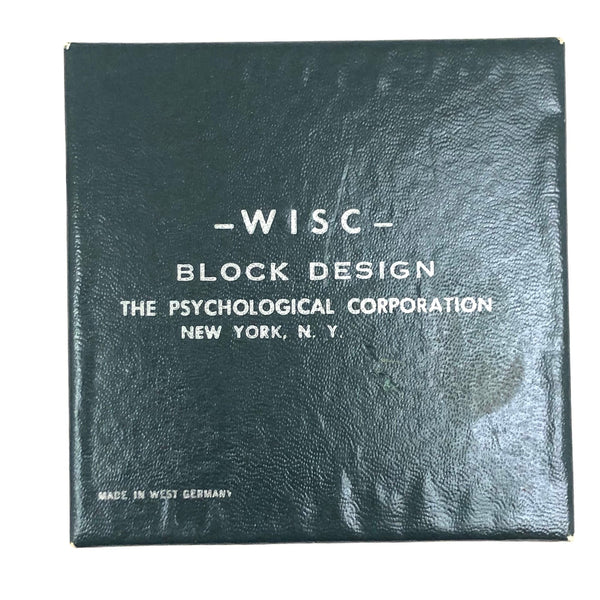 –WISC–
BLOCK DESIGN
THE PSYCHOLOGICAL CORPORATION
NEW YORK, N. Y.
MADE IN WEST GERMANY